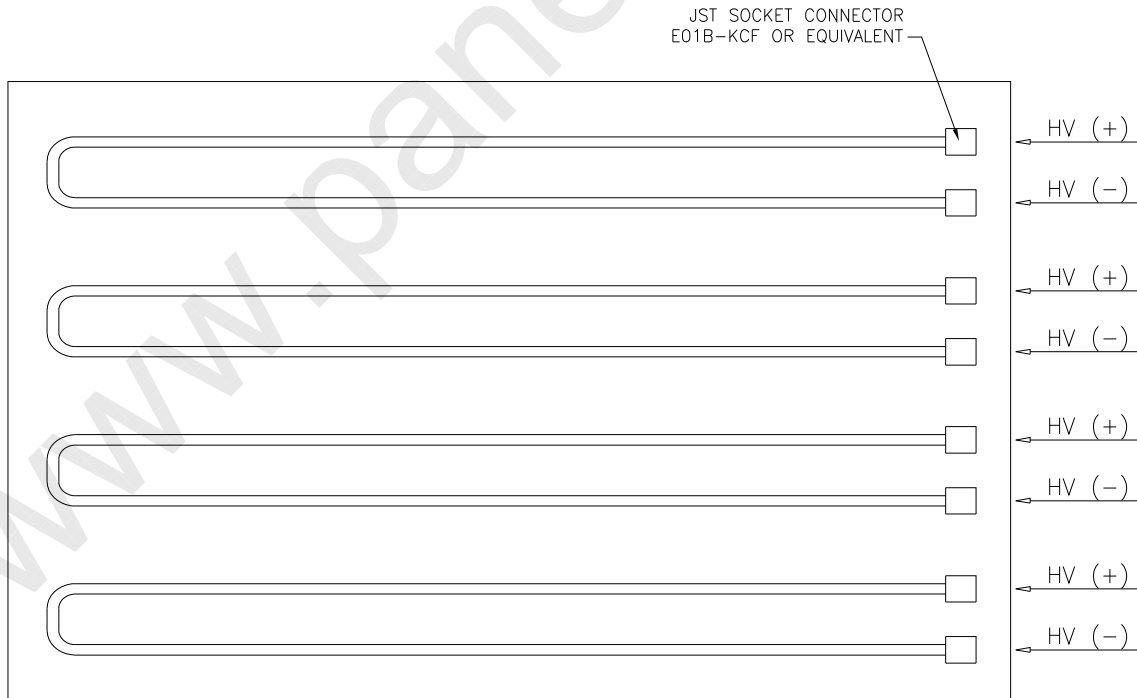 JST SOCKET CONNECTOR
E01B-KCF OR EQUIVALENT
HV (+)
HV (-)
HV (+)
HV (-)
HV (+)
HV (-)
HV (+)
HV (-)
www.pane